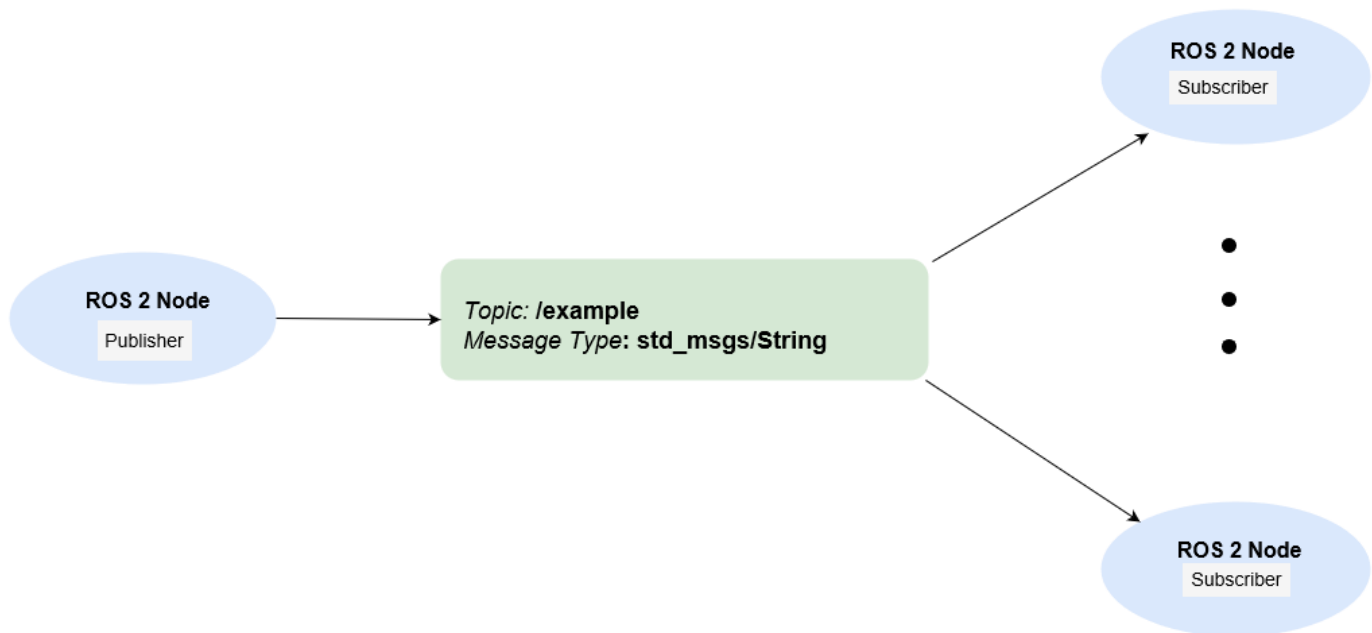 ROS 2 Node
Subscriber
ROS 2 Node
Publisher
Topic: /example
Message Type: std_msgs/String
ROS 2 Node
Subscriber